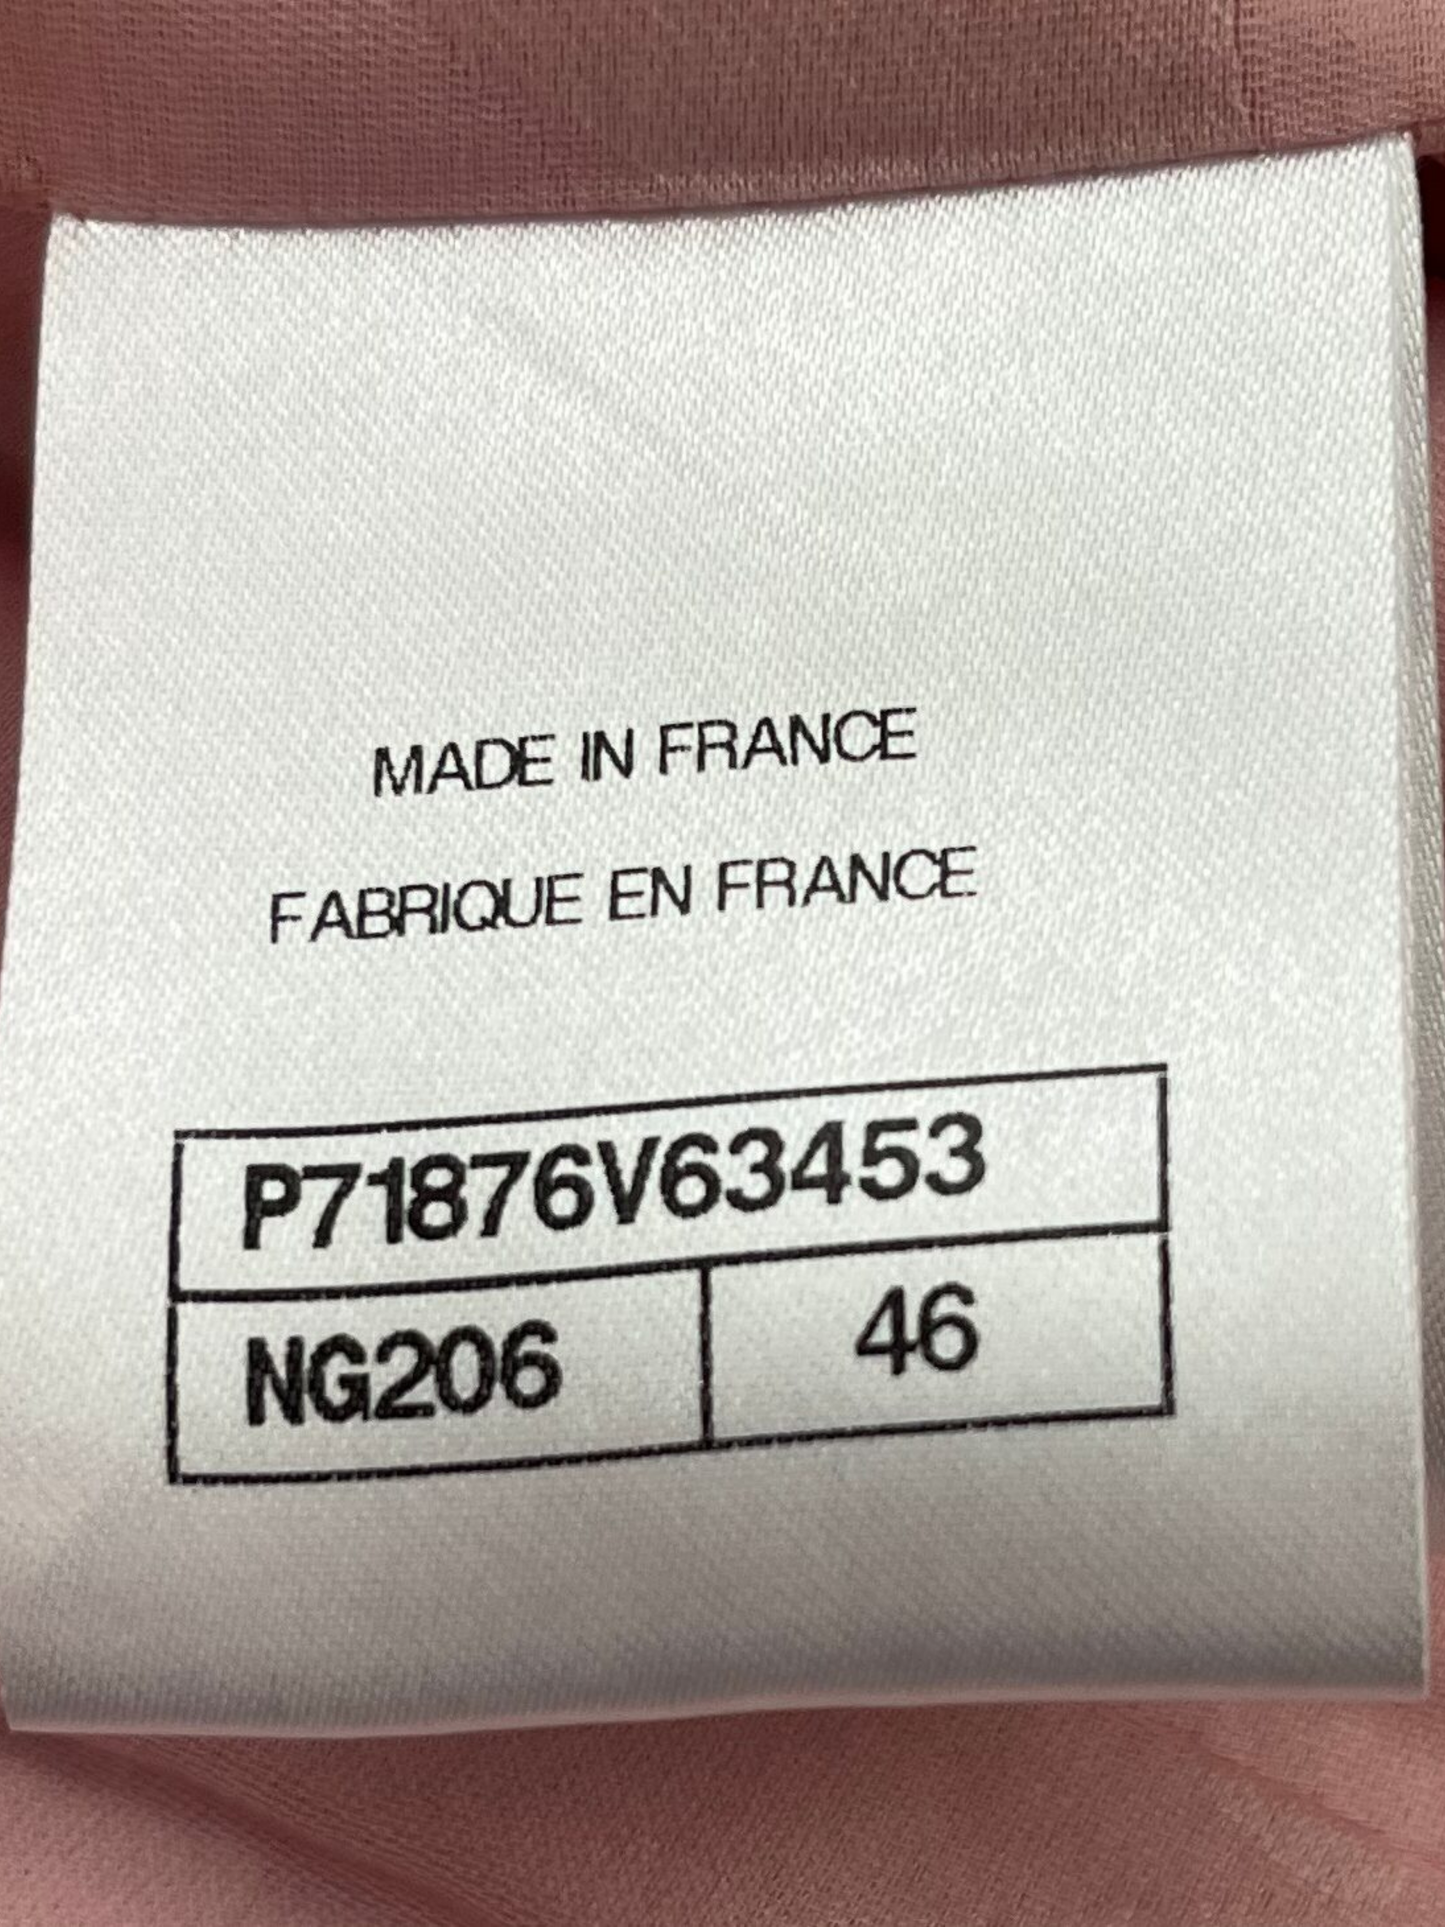 MADE IN FRANCE
FABRIQUE EN FRANCE
P71876V63453
NG206 46